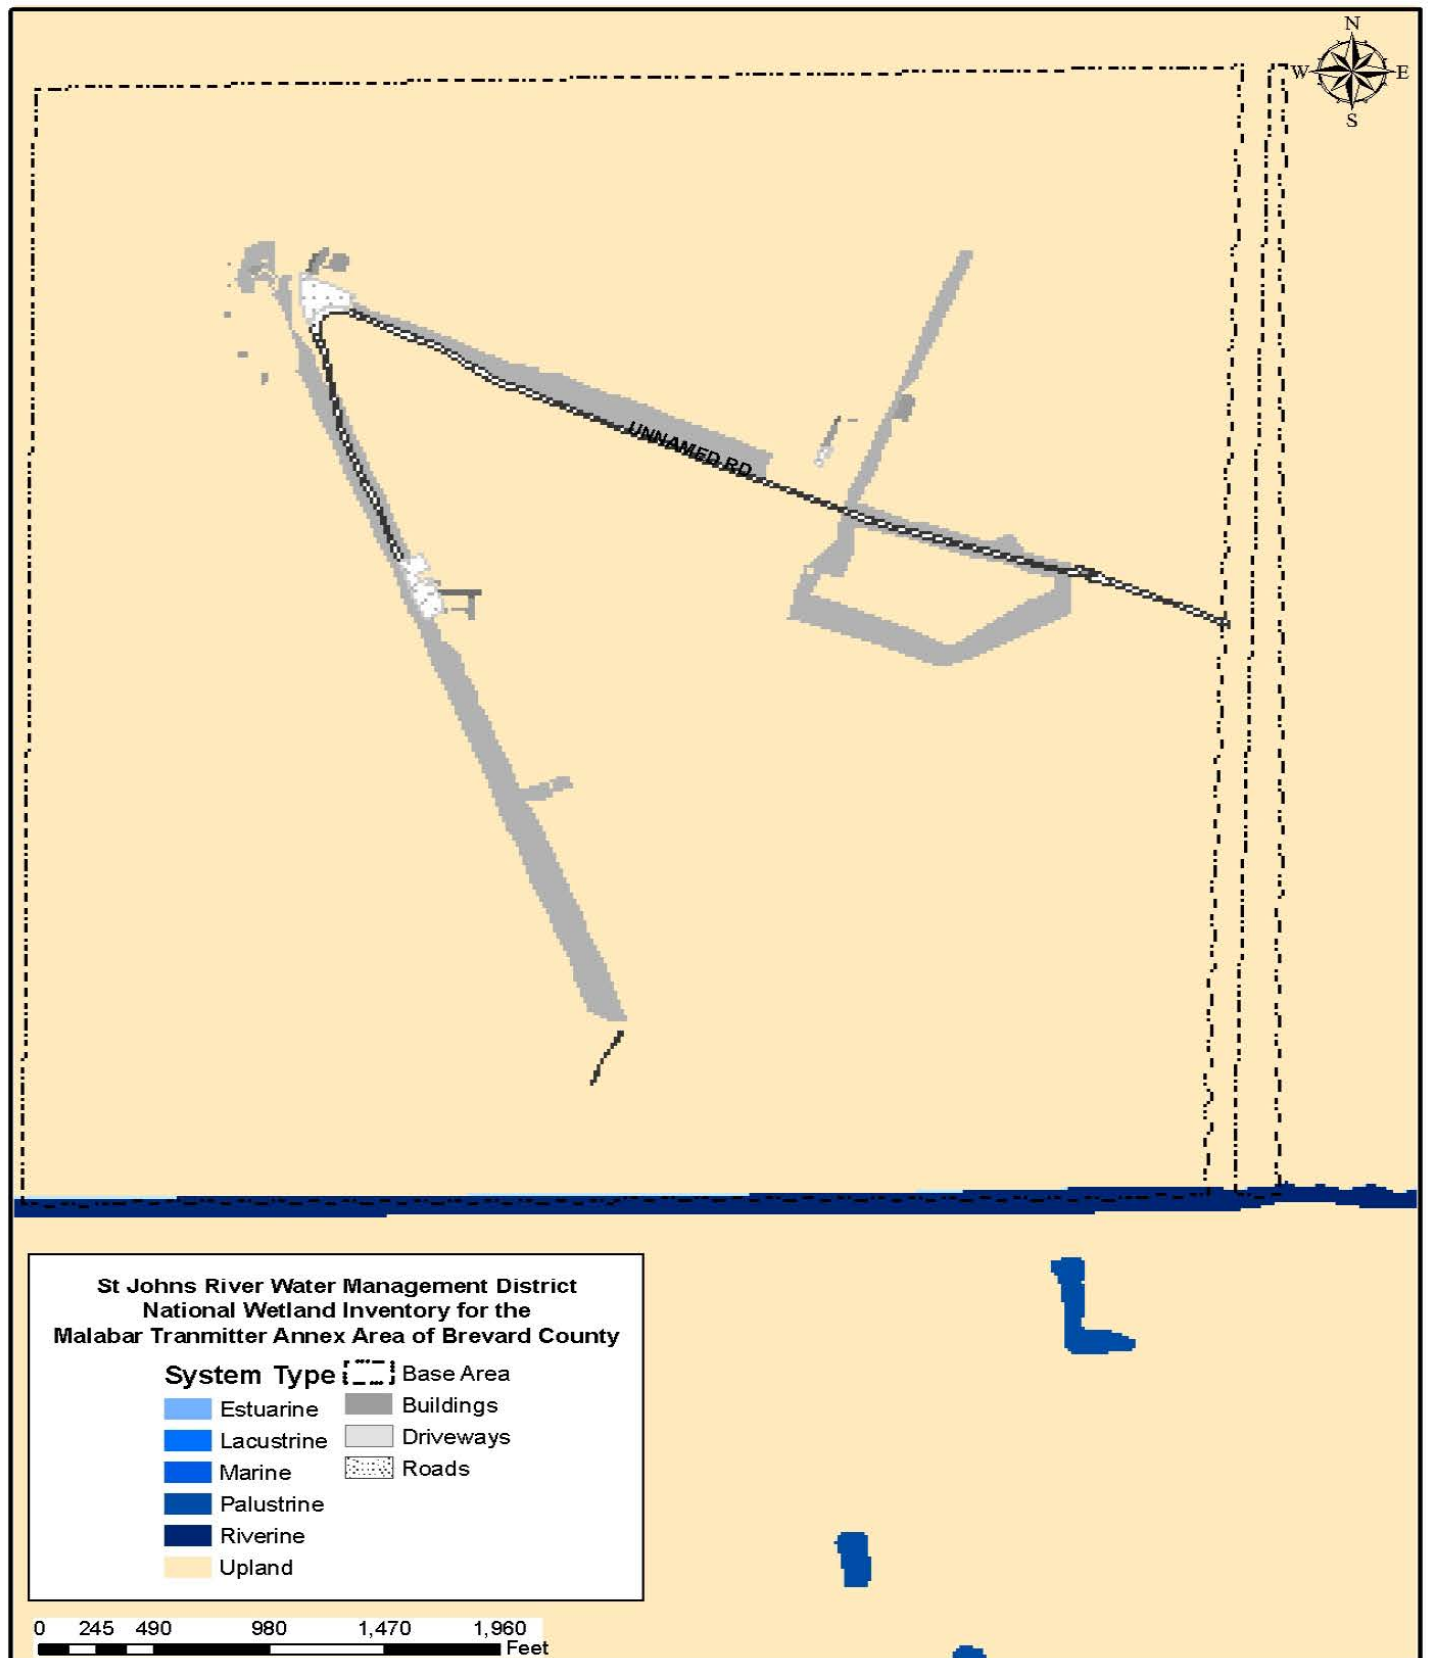 N
W E
S
UNNAMED RD
St Johns River Water Management District
National Wetland Inventory for the
Malabar Tranmitter Annex Area of Brevard County
System Type
Base Area
Estuarine
Buildings
Lacustrine
Driveways
Marine
Roads
Palustrine
Riverine
Upland
0 245 490 980 1,470 1,960
Feet